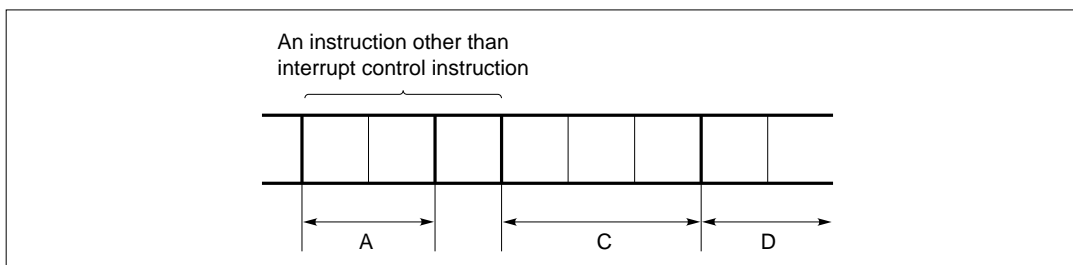 An instruction other than
interrupt control instruction
A
C
D